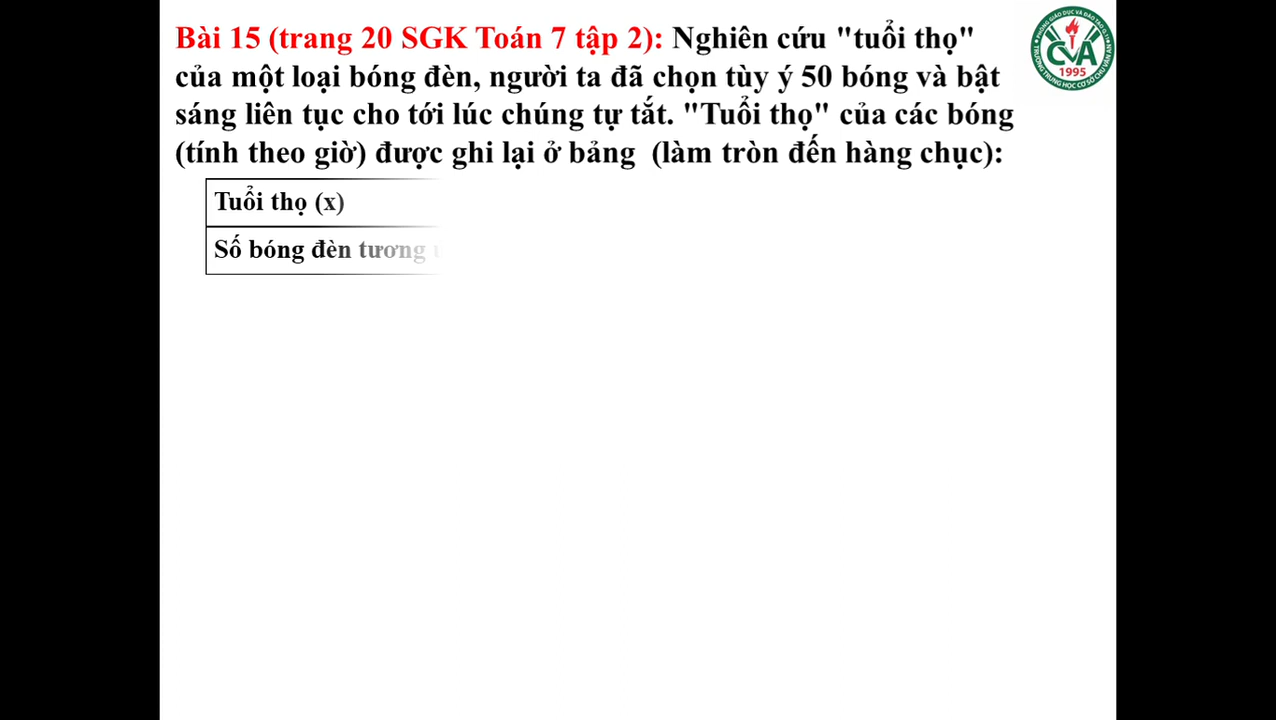 Bài 15 (trang 20 SGK Toán 7 tập 2): Nghiên cứu "tuổi thọ"
của một loại bóng đèn, người ta đã chọn tùy ý 50 bóng và bật
sáng liên tục cho tới lúc chúng tự tắt. "Tuổi thọ" của các bóng
(tính theo giờ) được ghi lại ở bảng (làm tròn đến hàng chục):
Tuổi thọ (x)
Số bóng đèn tương
CVA
1995